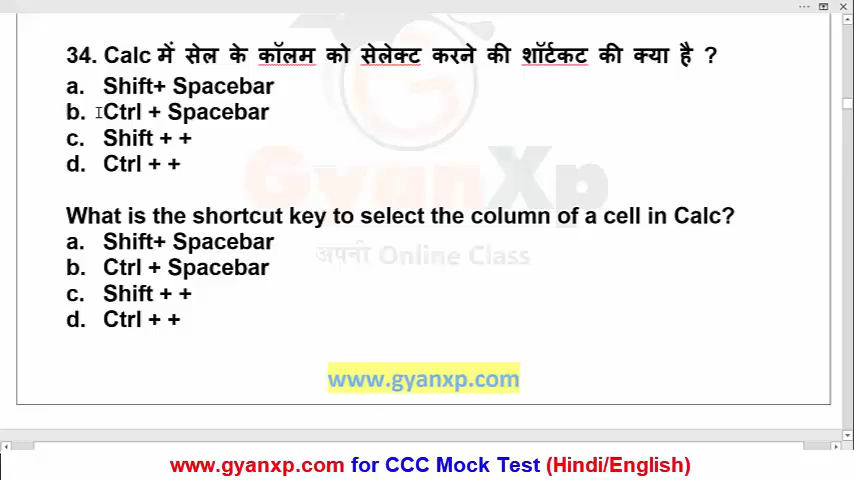 34. Calc में सेल के कॉलम को सेलेक्ट करने की शॉर्टकट की क्या है ?
a. Shift+ Spacebar
b. Ctrl + Spacebar
c. Shift + +
d. Ctrl + +
GyanXp
What is the shortcut key to select the column of a cell in Calc?
a. Shift+ Spacebar
अपनी Online Class
b. Ctrl + Spacebar
c. Shift + +
d. Ctrl + +
www.gyanxp.com
www.gyanxp.com for CCC Mock Test (Hindi/English)